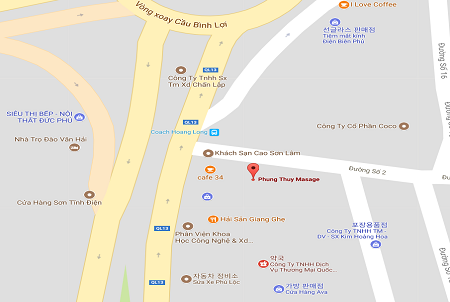 I Love Coffee
Vòng xoay Cầu Bình Lợi
선글라스 판매점
Tiệm mắt kính
Điện Biên Phủ
Đường Số 16
QL13
Công Ty Tnhh Sx
Tm Xd Chấn Lập
SIÊU THỊ BẾP - NỘI
THẤT ĐỨC PHÚ
QL13
Coach Hoang Long
Công Ty Cổ Phần Coco
Nhà Trọ Đào Văn Hải
Khách Sạn Cao Sơn Lâm
cafe 34
Phung Thuy Masage
Đường Số 2
Cửa Hàng Sơn Tĩnh Điện
Hải Sản Giang Ghẹ
QL13
Phân Viện Khoa
Học Công Nghệ & Xd...
포장용품점
Công Ty TNHH TM -
DV - SX Kim Hoàng Hoa
약국
Công Ty TNHH Dịch
Vụ Thương Mại Quốc...
자동차 정비소
Sửa Xe Phú Lộc
QL13
가방 판매점
Cửa Hàng Ava